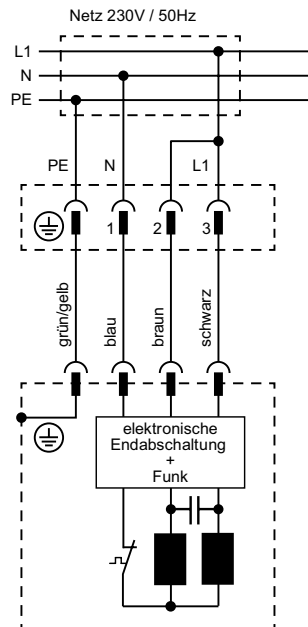 Netz 230V / 50Hz
L1
N
PE
PE N L1
1 2 3
grün/gelb
blau
braun
schwarz
elektronische
Endabschaltung
+
Funk